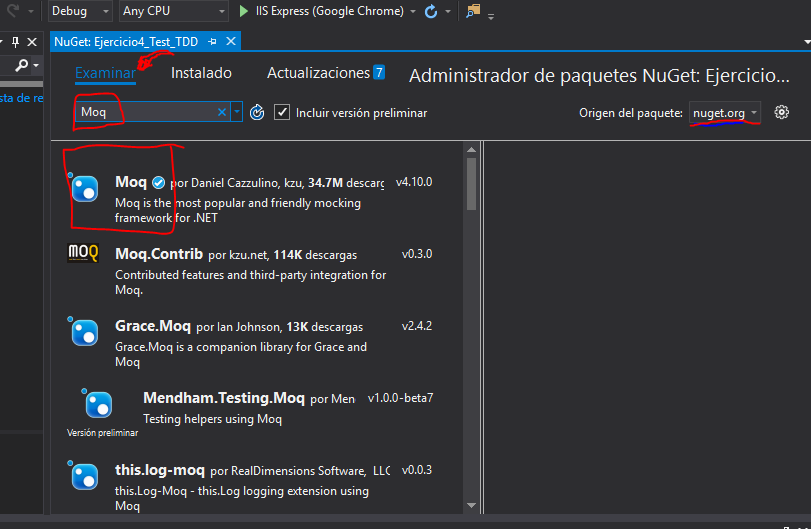 Debug Any CPU IIS Express (Google Chrome)
NuGet: Ejercicio4_Test_TDD
sta de re
Examinar Instalado Actualizaciones 7 Administrador de paquetes NuGet: Ejercicio...
Moq Incluir versión preliminar Origen del paquete: nuget.org
Moq por Daniel Cazzulino, kzu, 34.7M descarg v4.10.0
Moq is the most popular and friendly mocking
framework for .NET
MOQ Moq.Contrib por kzu.net, 114K descargas v0.3.0
Contributed features and third-party integration for
Moq.
Grace.Moq por Ian Johnson, 13K descargas v2.4.2
Grace.Moq is a companion library for Grace and
Moq
Mendham.Testing.Moq por Men v1.0.0-beta7
Testing helpers using Moq
Versión preliminar
this.log-moq por RealDimensions Software, LLC v0.0.3
this.Log-Moq - this.Log logging extension using
Moq